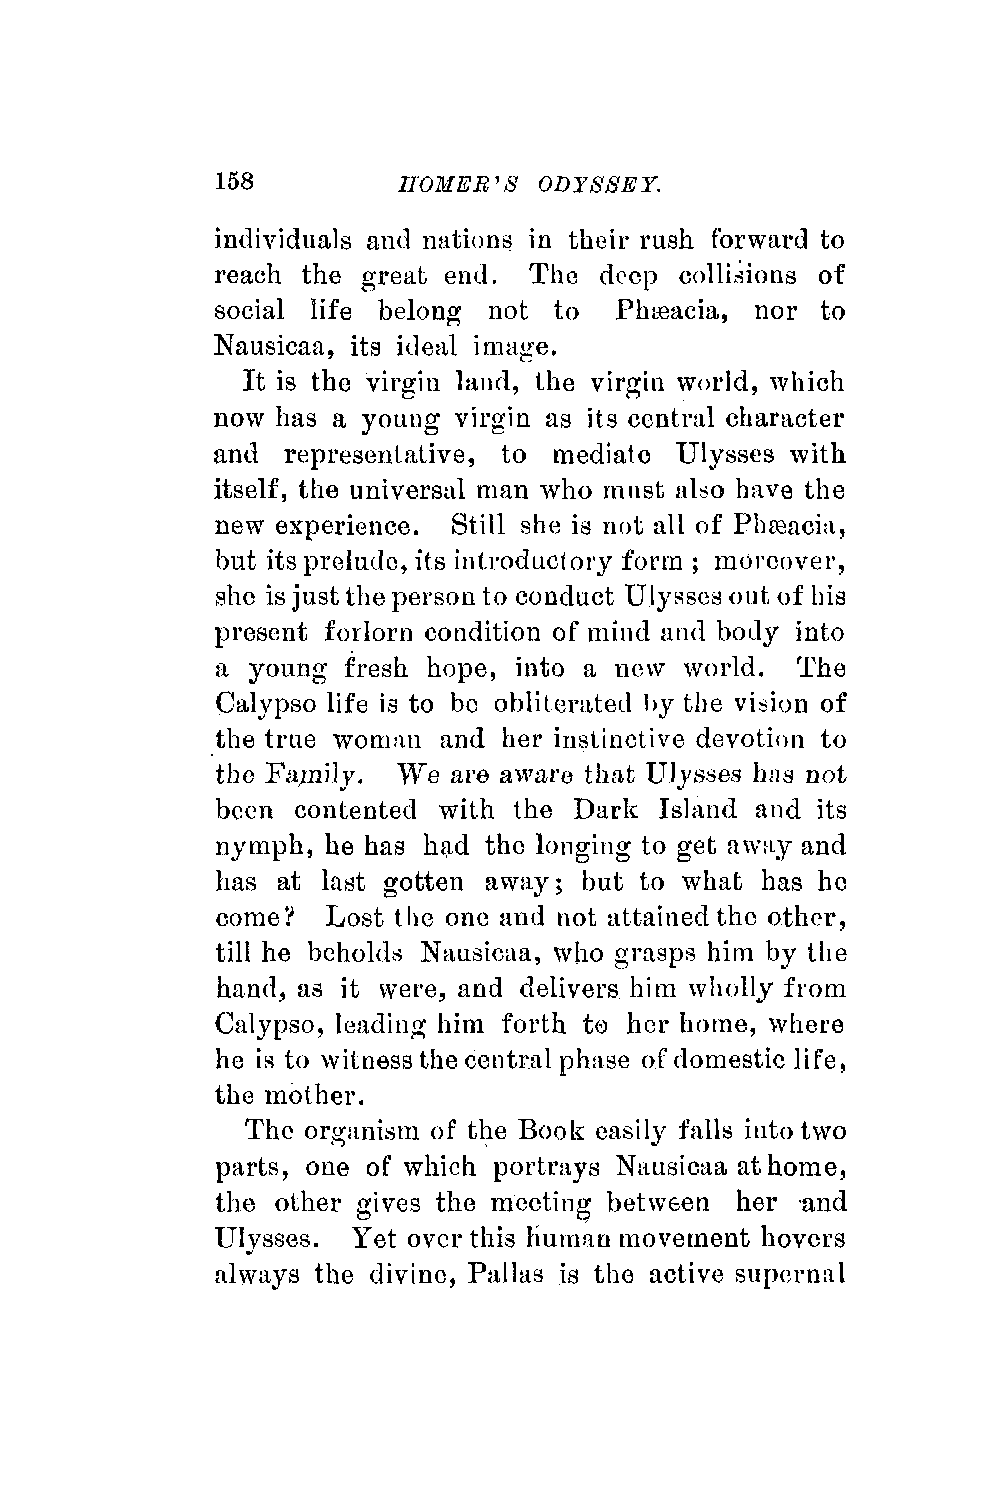 158 HOMER'S ODYSSEY.
individuals and nations in their rush forward to
reach the great end. The deep collisions of
social life belong not to Phæacia, nor to
Nausicaa, its ideal image.
It is the virgin land, the virgin world, which
now has a young virgin as its central character
and representative, to mediate Ulysses with
itself, the universal man who must also have the
new experience. Still she is not all of Phæacia,
but its prelude, its introductory form ; moreover,
she is just the person to conduct Ulysses out of his
present forlorn condition of mind and body into
a young fresh hope, into a new world. The
Calypso life is to be obliterated by the vision of
the true woman and her instinctive devotion to
the Family. We are aware that Ulysses has not
been contented with the Dark Island and its
nymph, he has had the longing to get away and
has at last gotten away; but to what has he
come? Lost the one and not attained the other,
till he beholds Nausicaa, who grasps him by the
hand, as it were, and delivers him wholly from
Calypso, leading him forth to her home, where
he is to witness the central phase of domestic life,
the mother.
The organism of the Book easily falls into two
parts, one of which portrays Nausicaa at home,
the other gives the meeting between her and
Ulysses. Yet over this human movement hovers
always the divine, Pallas is the active supernal